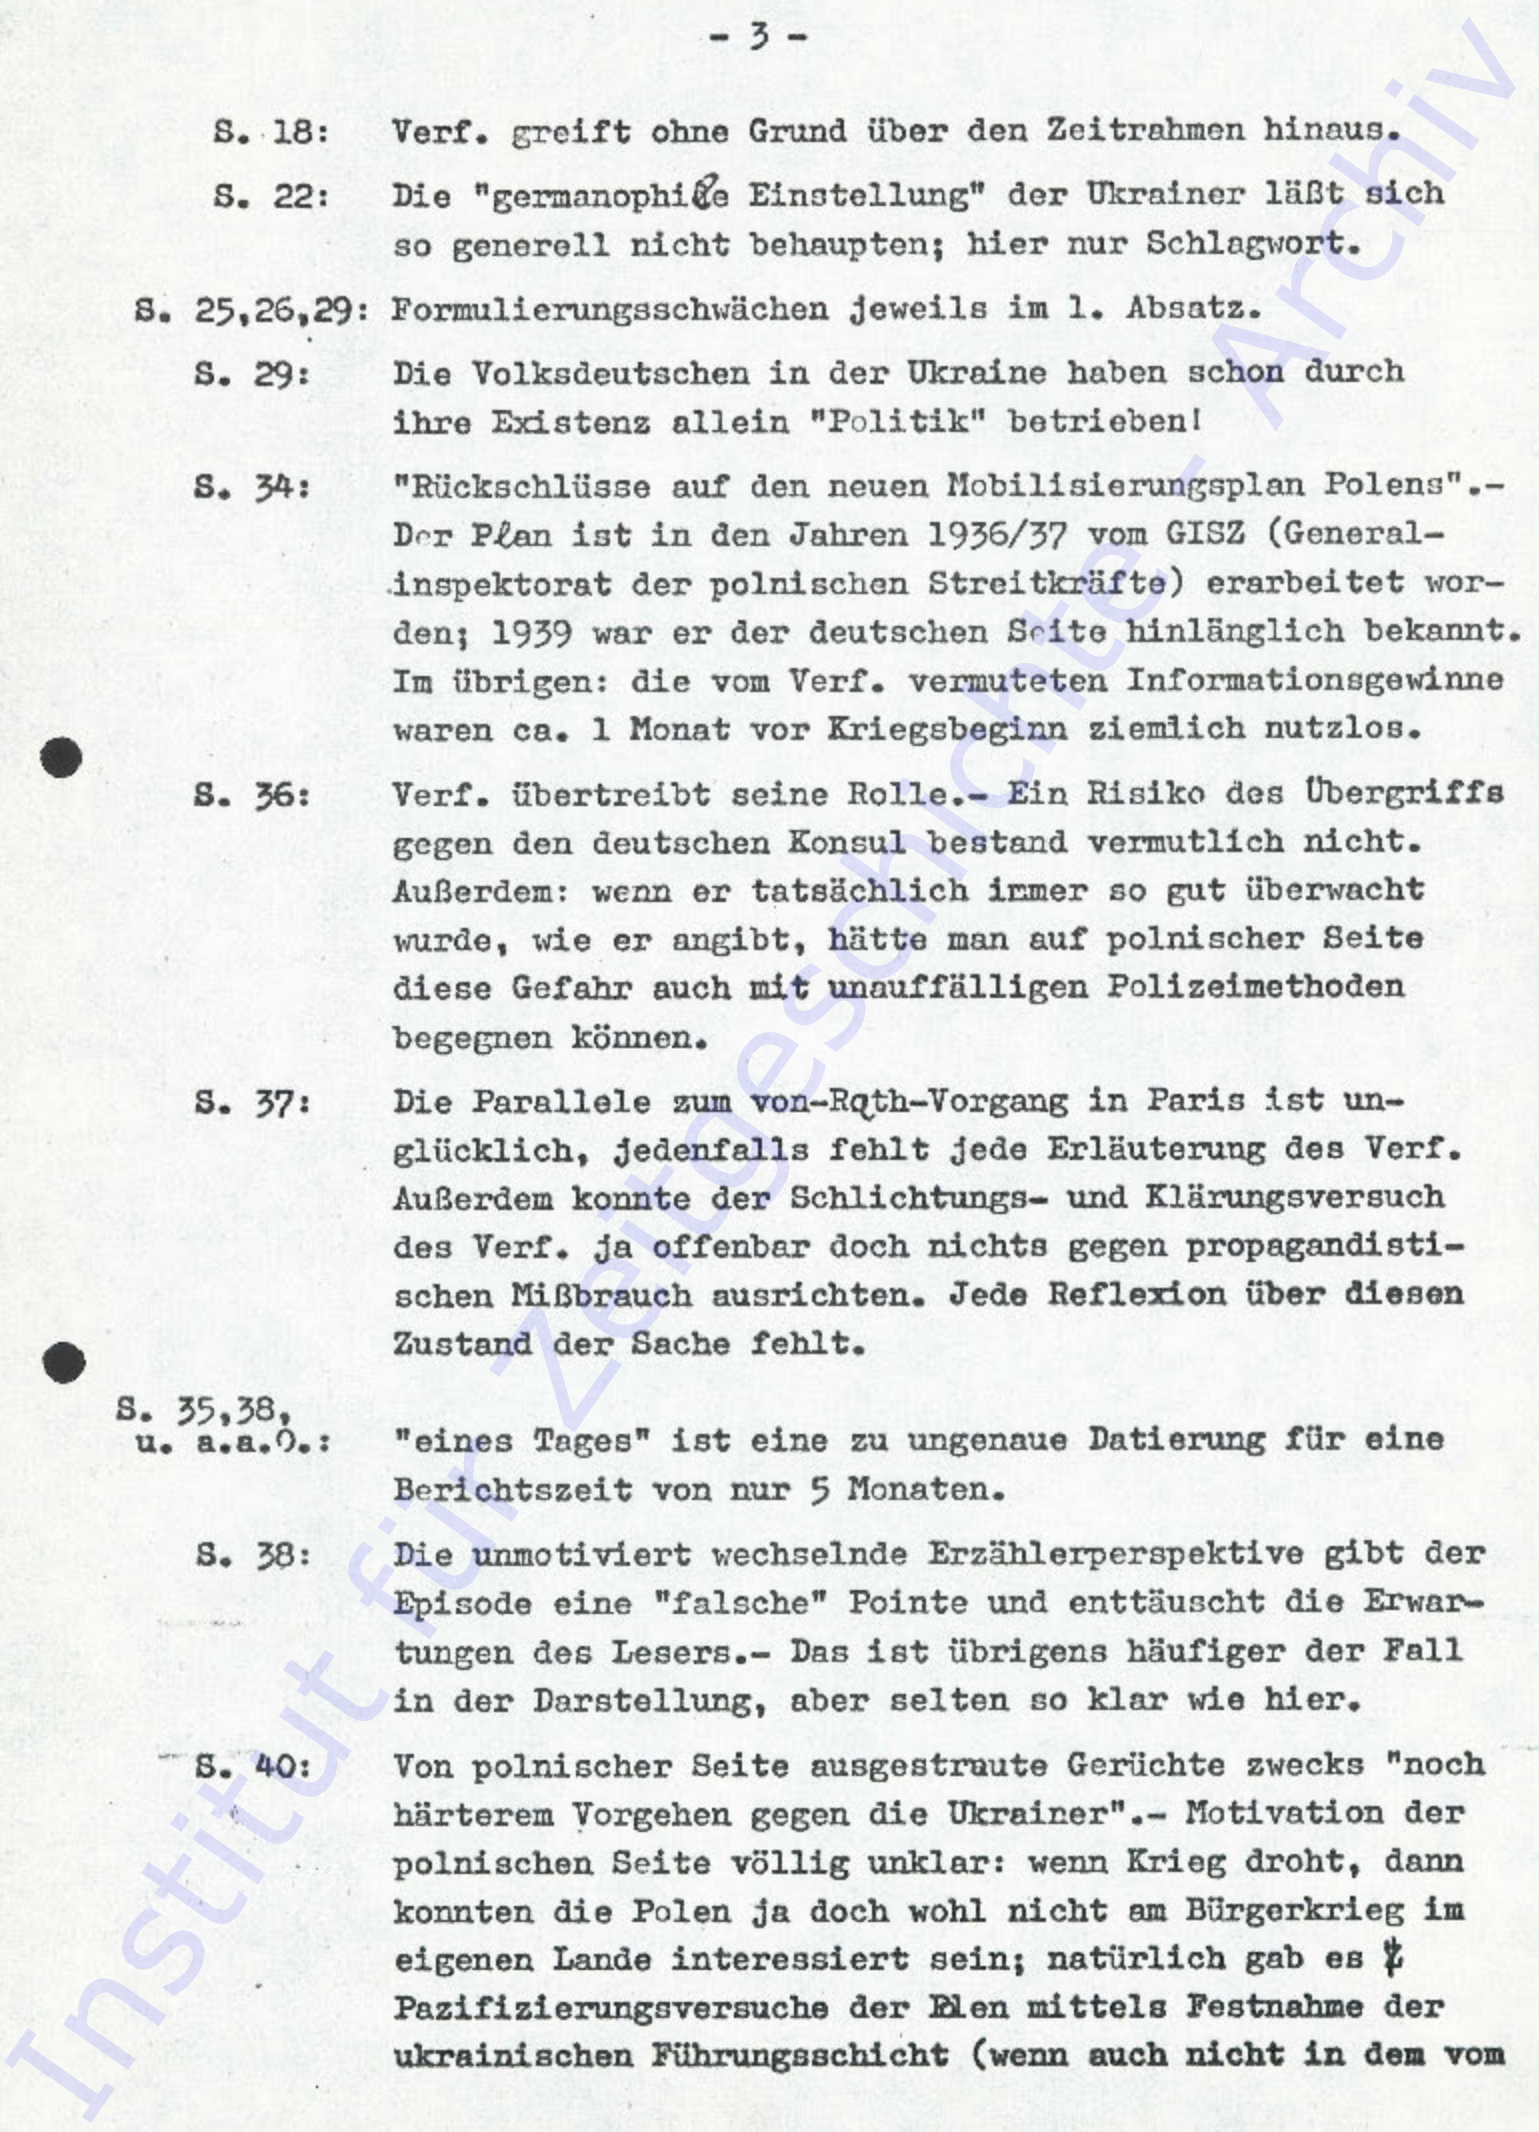 - 3 -
S. 18: Verf. greift ohne Grund über den Zeitrahmen hinaus.
S. 22: Die "germanophile Einstellung" der Ukrainer läßt sich
so generell nicht behaupten; hier nur Schlagwort.
S. 25,26,29: Formulierungsschwächen jeweils im 1. Absatz.
S. 29: Die Volksdeutschen in der Ukraine haben schon durch
ihre Existenz allein "Politik" betrieben!
S. 34: "Rückschlüsse auf den neuen Mobilisierungsplan Polens".-
Der Plan ist in den Jahren 1936/37 vom GISZ (General-
inspektorat der polnischen Streitkräfte) erarbeitet wor-
den; 1939 war er der deutschen Seite hinlänglich bekannt.
Im übrigen: die vom Verf. vermuteten Informationsgewinne
waren ca. 1 Monat vor Kriegsbeginn ziemlich nutzlos.
S. 36: Verf. übertreibt seine Rolle.- Ein Risiko des Übergriffs
gegen den deutschen Konsul bestand vermutlich nicht.
Außerdem: wenn er tatsächlich immer so gut überwacht
wurde, wie er angibt, hätte man auf polnischer Seite
diese Gefahr auch mit unauffälligen Polizeimethoden
begegnen können.
S. 37: Die Parallele zum von-Rath-Vorgang in Paris ist un-
glücklich, jedenfalls fehlt jede Erläuterung des Verf.
Außerdem konnte der Schlichtungs- und Klärungsversuch
des Verf. ja offenbar doch nichts gegen propagandisti-
schen Mißbrauch ausrichten. Jede Reflexion über diesen
Zustand der Sache fehlt.
S. 35,38,
u. a.a.O.: "eines Tages" ist eine zu ungenaue Datierung für eine
Berichtszeit von nur 5 Monaten.
S. 38: Die unmotiviert wechselnde Erzählerperspektive gibt der
Episode eine "falsche" Pointe und enttäuscht die Erwar-
tungen des Lesers.- Das ist übrigens häufiger der Fall
in der Darstellung, aber selten so klar wie hier.
S. 40: Von polnischer Seite ausgestraute Gerüchte zwecks "noch
härterem Vorgehen gegen die Ukrainer".- Motivation der
polnischen Seite völlig unklar: wenn Krieg droht, dann
konnten die Polen ja doch wohl nicht am Bürgerkrieg im
eigenen Lande interessiert sein; natürlich gab es
Pazifizierungsversuche der Polen mittels Festnahme der
ukrainischen Führungsschicht (wenn auch nicht in dem vom
Institut für Zeitgeschichte - Archiv